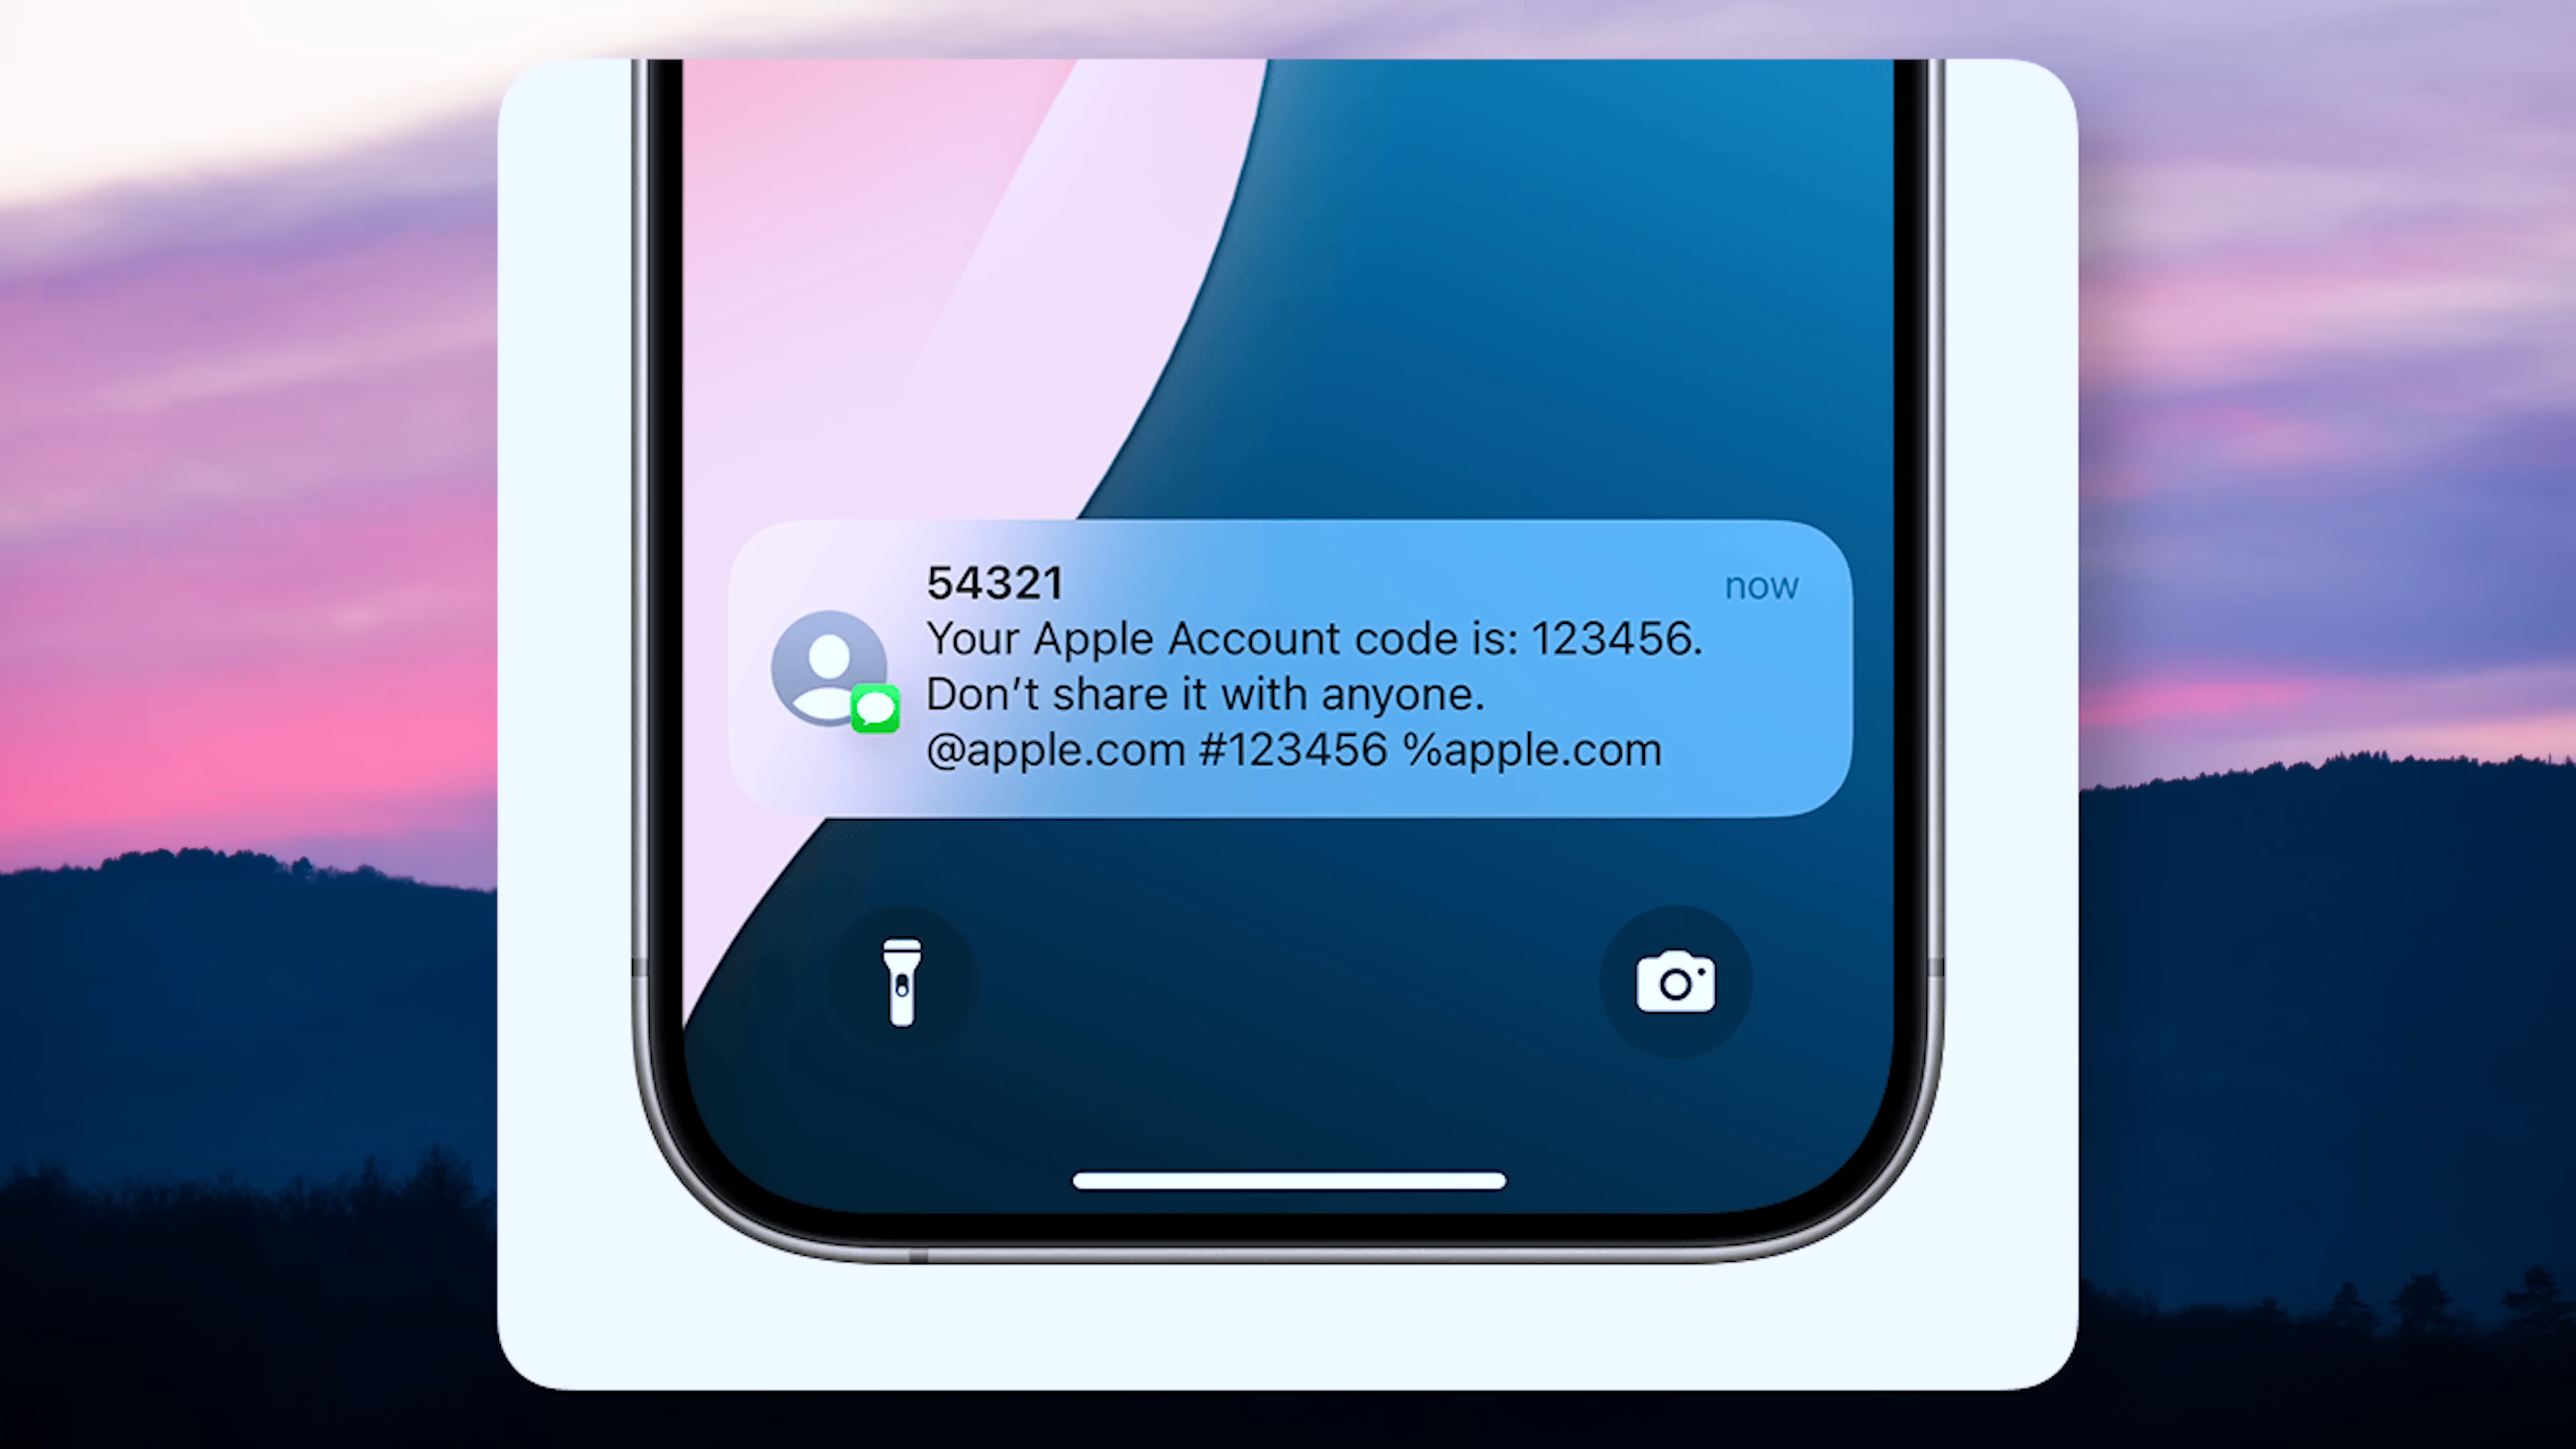 54321
now
Your Apple Account code is: 123456.
Don’t share it with anyone.
@apple.com #123456 %apple.com